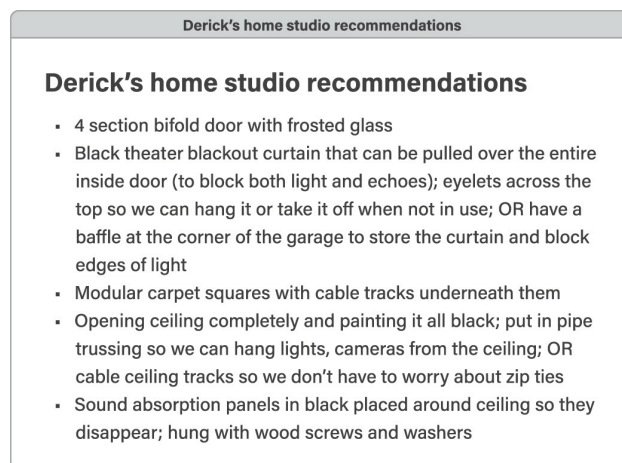 Derick’s home studio recommendations
Derick’s home studio recommendations
▪ 4 section bifold door with frosted glass
▪ Black theater blackout curtain that can be pulled over the entire
inside door (to block both light and echoes); eyelets across the
top so we can hang it or take it off when not in use; OR have a
baffle at the corner of the garage to store the curtain and block
edges of light
▪ Modular carpet squares with cable tracks underneath them
▪ Opening ceiling completely and painting it all black; put in pipe
trussing so we can hang lights, cameras from the ceiling; OR
cable ceiling tracks so we don’t have to worry about zip ties
▪ Sound absorption panels in black placed around ceiling so they
disappear; hung with wood screws and washers